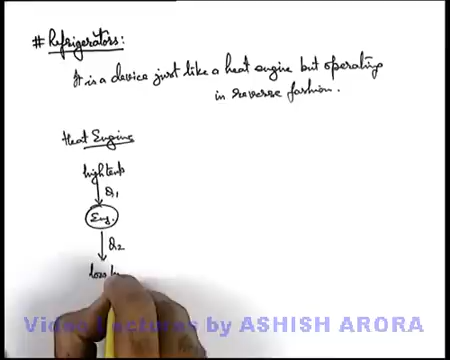 # Refrigerators:
It is a device just like a heat engine but operating
in reverse fashion.
Heat Engine
high temp
Q1
Eng.
Q2
Video Lectures by ASHISH ARORA